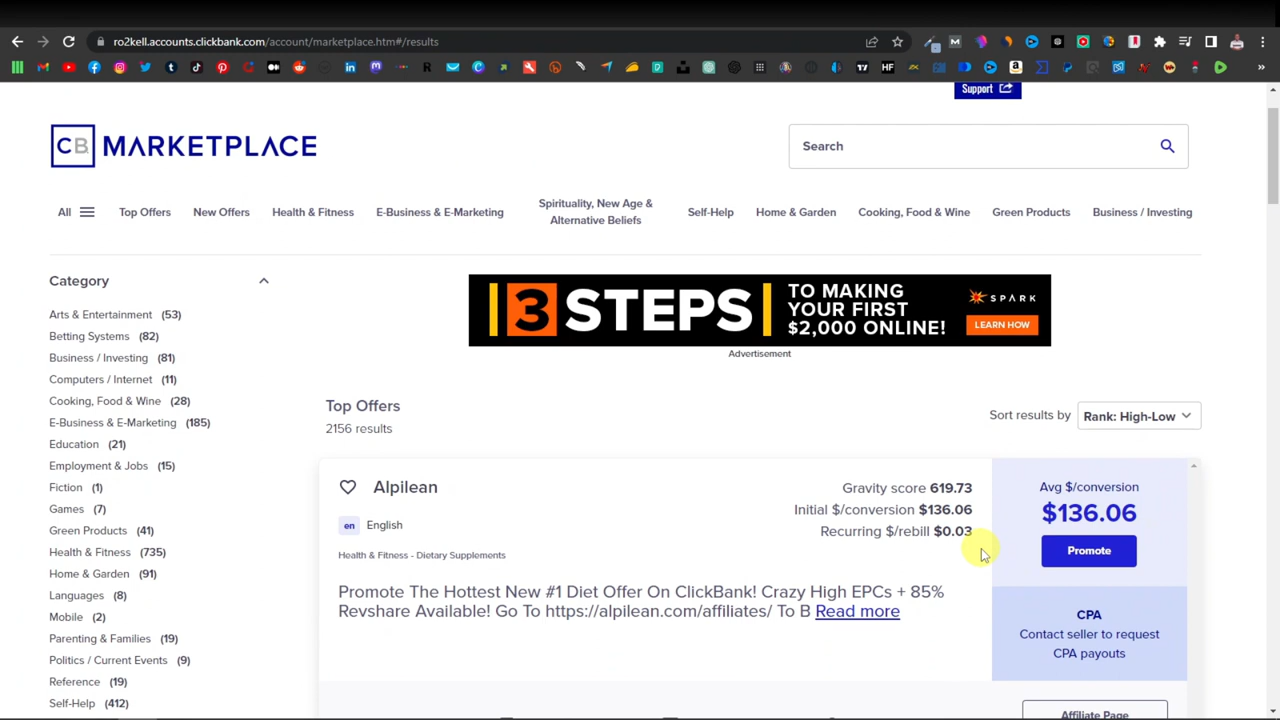 ro2kell.accounts.clickbank.com/account/marketplace.htm#/results
Support
CB MARKETPLACE
Search
All
Top Offers
New Offers
Health & Fitness
E-Business & E-Marketing
Spirituality, New Age &
Alternative Beliefs
Self-Help
Home & Garden
Cooking, Food & Wine
Green Products
Business / Investing
Category
Arts & Entertainment (53)
Betting Systems (82)
Business / Investing (81)
Computers / Internet (11)
Cooking, Food & Wine (28)
E-Business & E-Marketing (185)
Education (21)
Employment & Jobs (15)
Fiction (1)
Games (7)
Green Products (41)
Health & Fitness (735)
Home & Garden (91)
Languages (8)
Mobile (2)
Parenting & Families (19)
Politics / Current Events (9)
Reference (19)
Self-Help (412)
3 STEPS
TO MAKING
YOUR FIRST
$2,000 ONLINE!
SPARK
LEARN HOW
Advertisement
Top Offers
2156 results
Sort results by Rank: High-Low
Alpilean
en English
Health & Fitness - Dietary Supplements
Gravity score 619.73
Initial $/conversion $136.06
Recurring $/rebill $0.03
Promote The Hottest New #1 Diet Offer On ClickBank! Crazy High EPCs + 85%
Revshare Available! Go To https://alpilean.com/affiliates/ To B Read more
Avg $/conversion
$136.06
Promote
CPA
Contact seller to request
CPA payouts
Affiliate Page